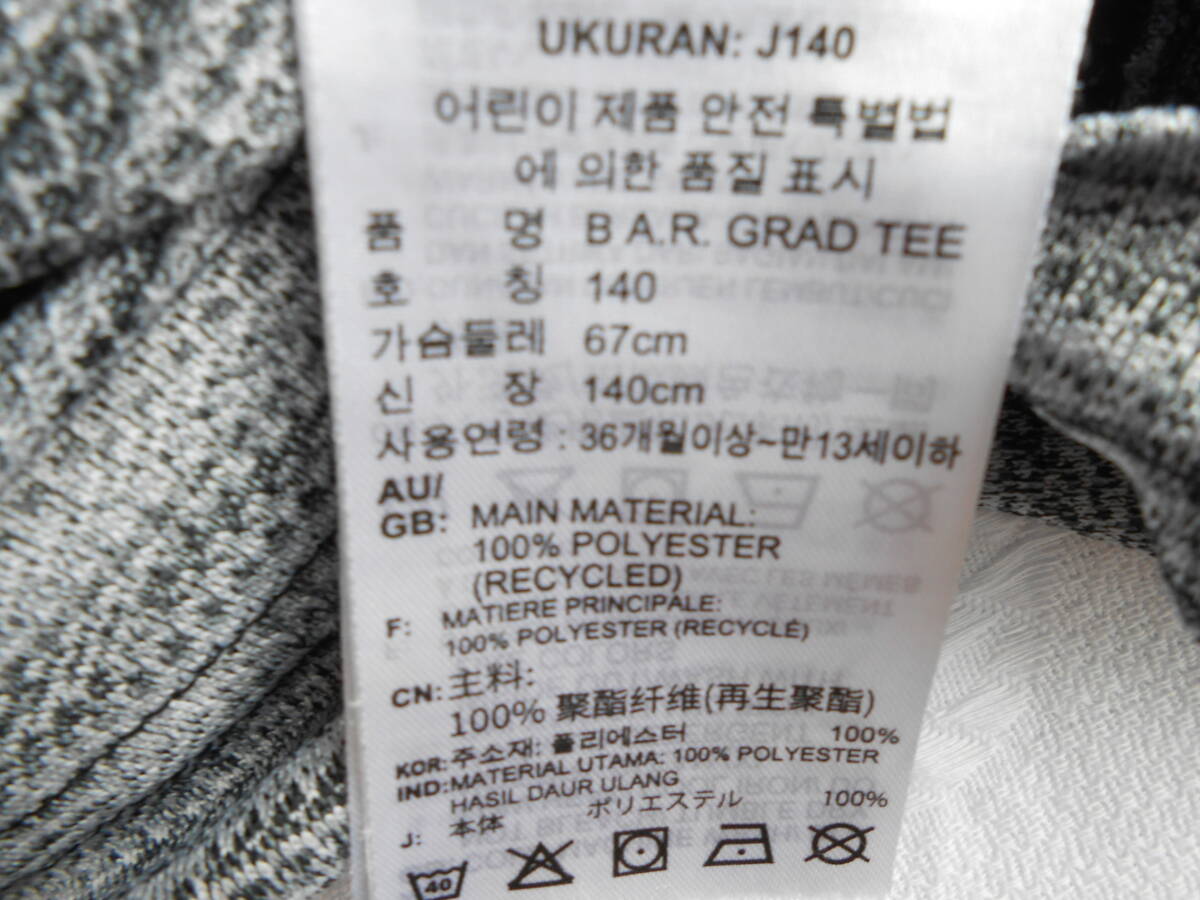 UKURAN: J140
어린이 제품 안전 특별법
에 의한 품질 표시
품 명 B A.R. GRAD TEE
호 칭 140
가슴둘레 67cm
신 장 140cm
사용연령 : 36개월이상~만13세이하
AU/
GB: MAIN MATERIAL:
100% POLYESTER
(RECYCLED)
F: MATIERE PRINCIPALE:
100% POLYESTER (RECYCLÉ)
CN: 主料:
100% 聚酯纤维(再生聚酯)
KOR: 주소재: 폴리에스터 100%
IND: MATERIAL UTAMA: 100% POLYESTER
HASIL DAUR ULANG
J: 本体 ポリエステル 100%
40